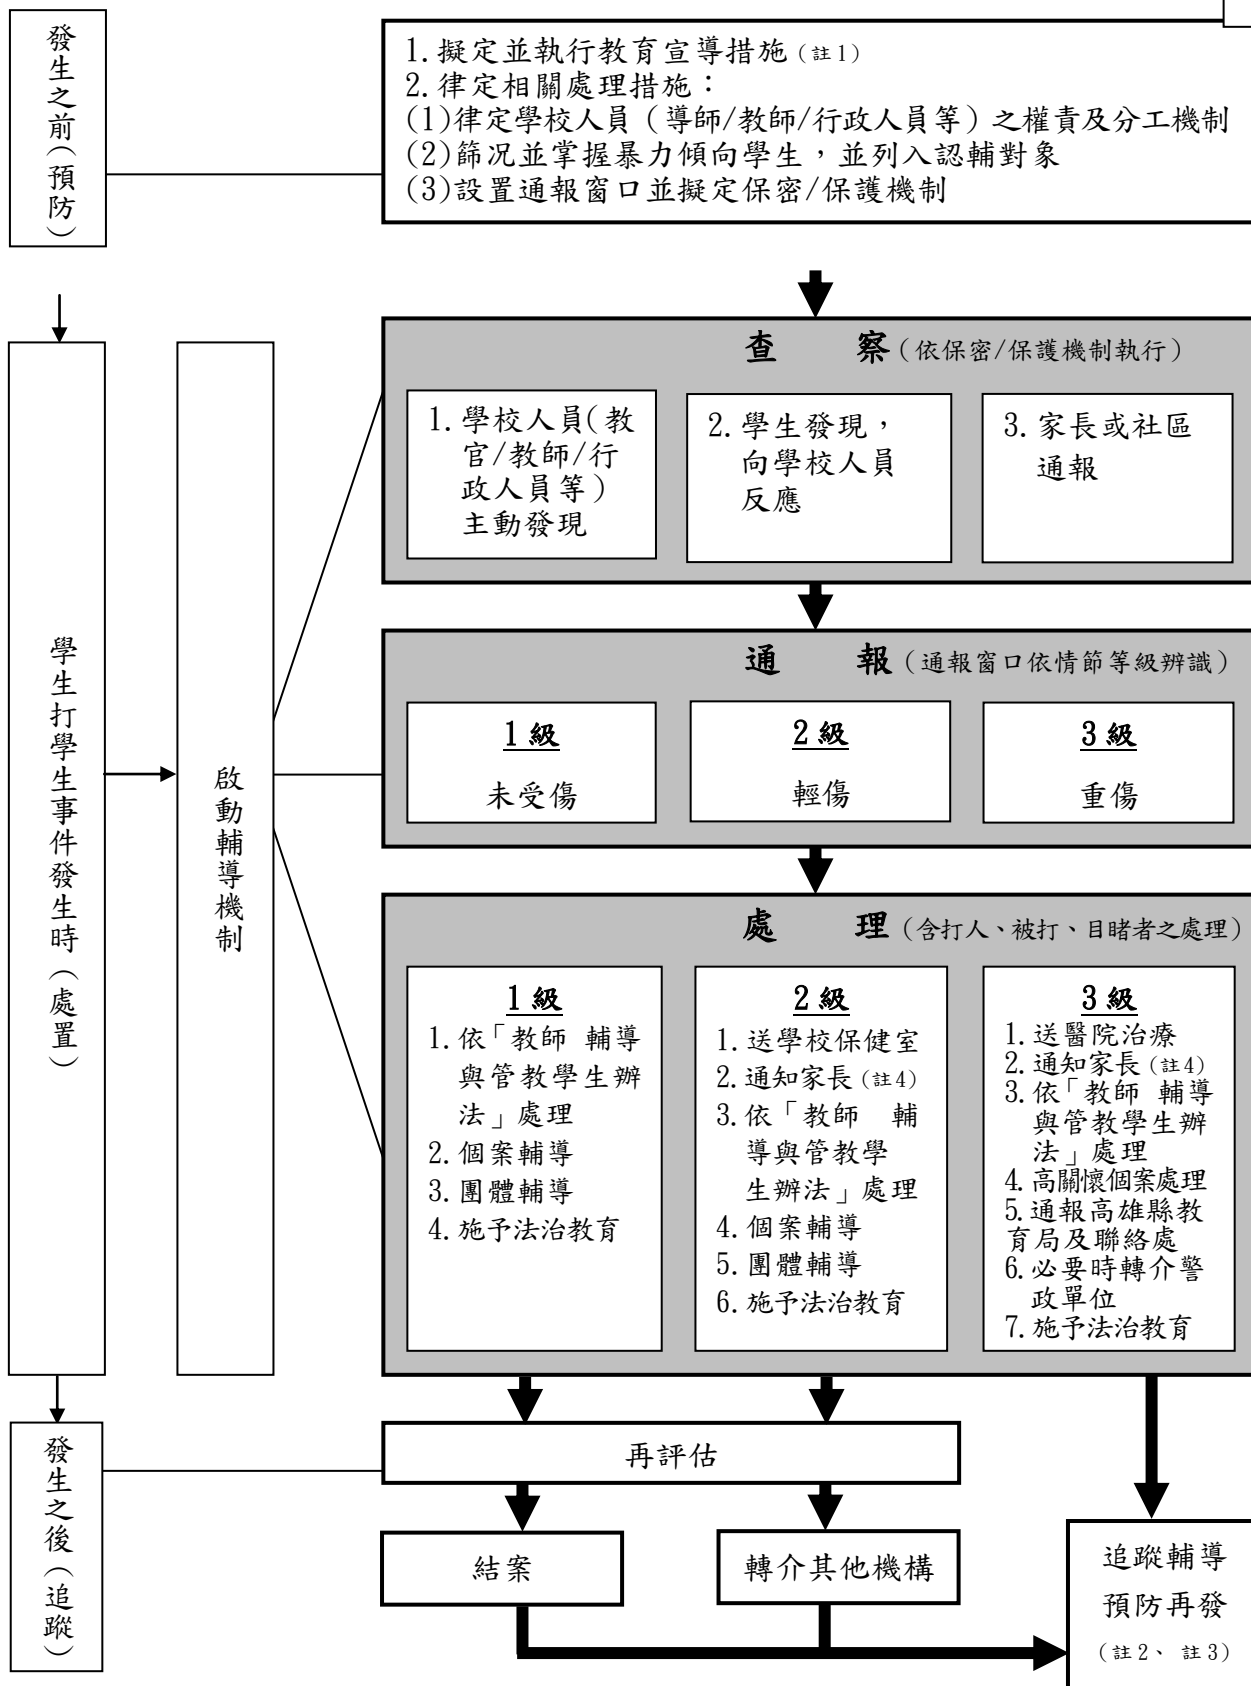 發生之前（預防）
1.擬定並執行教育宣導措施（註1）
2.律定相關處理措施：
(1)律定學校人員（導師/教師/行政人員等）之權責及分工機制
(2)篩況並掌握暴力傾向學生，並列入認輔對象
(3)設置通報窗口並擬定保密/保護機制
學生打學生事件發生時（處置）
啟動輔導機制
查　察（依保密/保護機制執行）
1.學校人員（教
官/教師/行
政人員等）
主動發現
2.學生發現，
向學校人員
反應
3.家長或社區
通報
通　報（通報窗口依情節等級辨識）
1級
未受傷
2級
輕傷
3級
重傷
處　理（含打人、被打、目睹者之處理）
1級
1.依「教師 輔導
與管教學生辦
法」處理
2.個案輔導
3.團體輔導
4.施予法治教育
2級
1.送學校保健室
2.通知家長（註4）
3.依「教師 輔
導與管教學
生辦法」處理
4.個案輔導
5.團體輔導
6.施予法治教育
3級
1.送醫院治療
2.通知家長（註4）
3.依「教師 輔導
與管教學生辦
法」處理
4.高關懷個案處理
5.通報高雄縣教
育局及聯絡處
6.必要時轉介警
政單位
7.施予法治教育
發生之後（追蹤）
再評估
結案
轉介其他機構
追蹤輔導
預防再發
（註2、 註3）